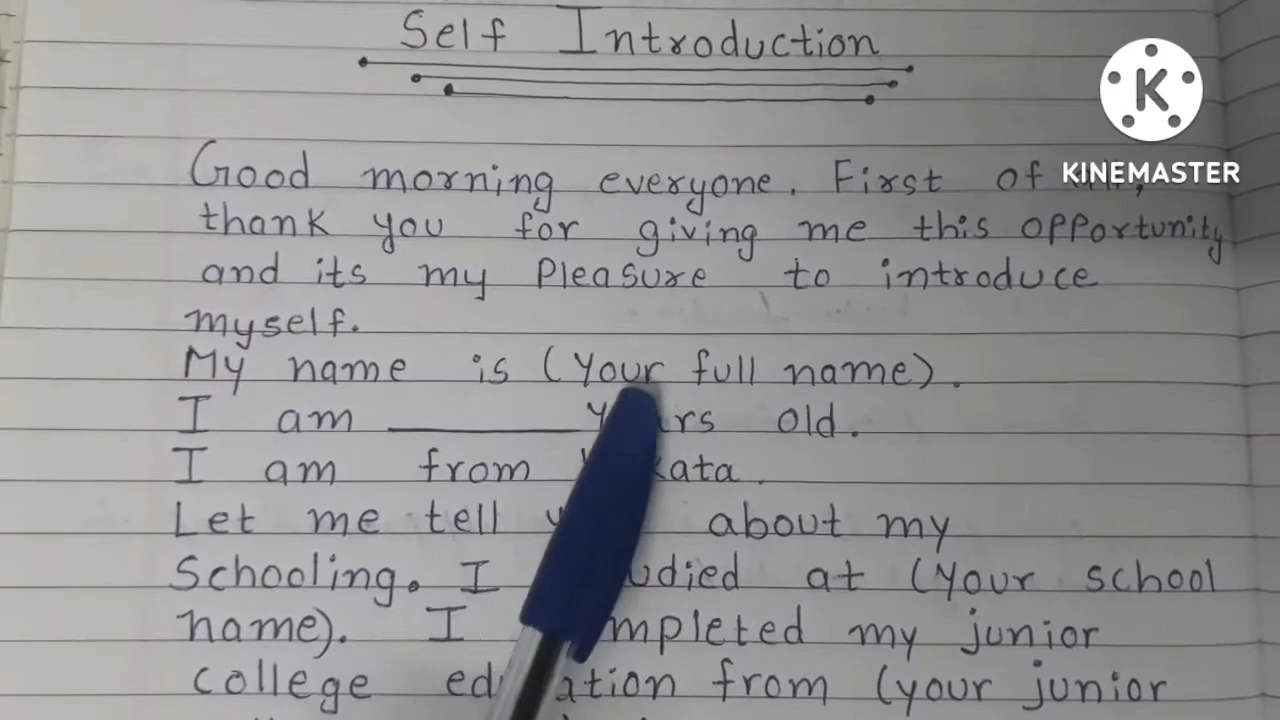 Self Introduction
K
KINEMASTER
Good morning everyone. First of
thank you for giving me this opportunity
and its my Pleasure to introduce
myself.
My name is (Your full name).
I am ________ old.
I am from
Let me tell about my
Schooling. I at (Your school
name). I my junior
college from (your junior